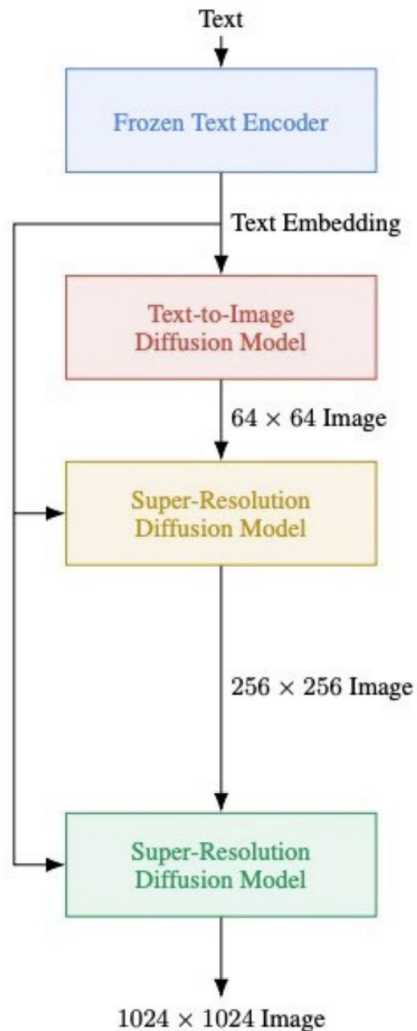 Text
Frozen Text Encoder
Text Embedding
Text-to-Image
Diffusion Model
64 × 64 Image
Super-Resolution
Diffusion Model
256 × 256 Image
Super-Resolution
Diffusion Model
1024 × 1024 Image